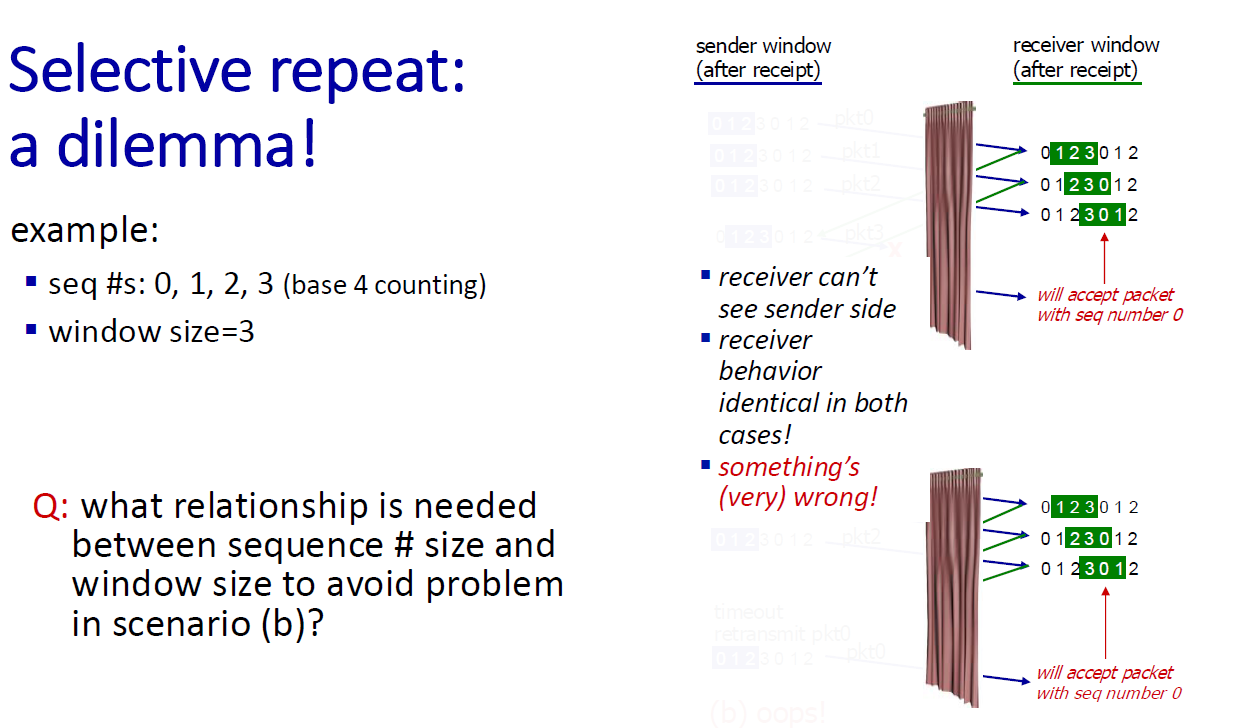 Selective repeat:
a dilemma!
example:
seq #s: 0, 1, 2, 3 (base 4 counting)
window size=3
Q: what relationship is needed
between sequence # size and
window size to avoid problem
in scenario (b)?
sender window
(after receipt)
receiver window
(after receipt)
0 1 2 3 0 1 2 pkt0
0 1 2 3 0 1 2 pkt1
0 1 2 3 0 1 2 pkt2
0 1 2 3 0 1 2 pkt3
X
0 1 2 3 0 1 2
0 1 2 3 0 1 2
0 1 2 3 0 1 2
will accept packet
with seq number 0
receiver can't
see sender side
receiver
behavior
identical in both
cases!
something's
(very) wrong!
0 1 2 3 0 1 2 pkt2
timeout
retransmit pkt0
0 1 2 3 0 1 2 pkt0
(b) oops!
0 1 2 3 0 1 2
0 1 2 3 0 1 2
0 1 2 3 0 1 2
will accept packet
with seq number 0